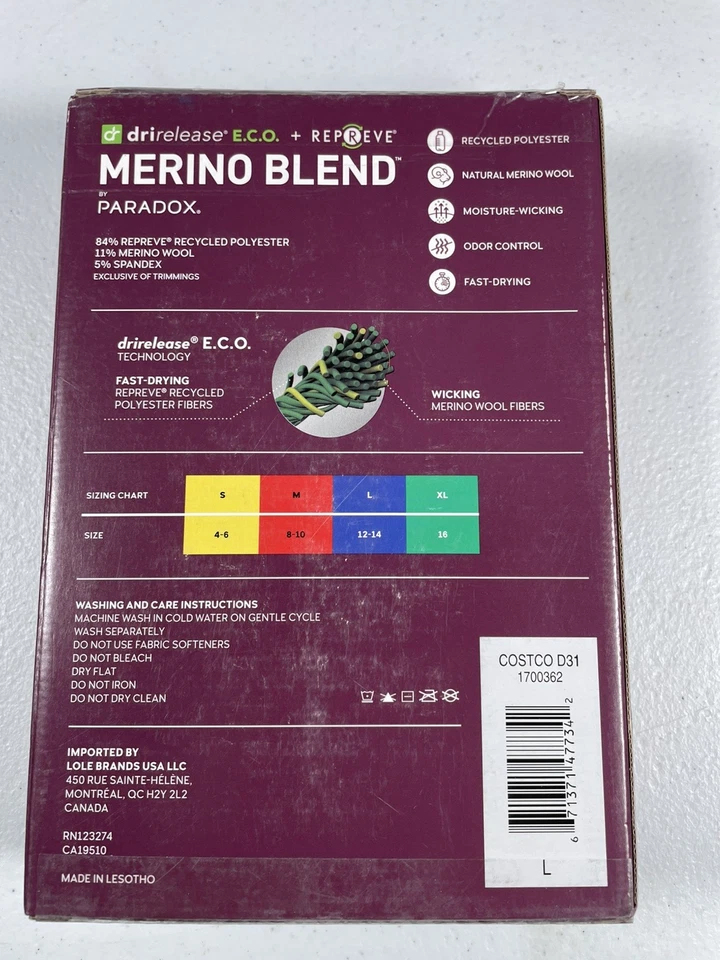 drirelease® E.C.O. + REPREVE®
MERINO BLEND™
BY
PARADOX®
84% REPREVE® RECYCLED POLYESTER
11% MERINO WOOL
5% SPANDEX
EXCLUSIVE OF TRIMMINGS
RECYCLED POLYESTER
NATURAL MERINO WOOL
MOISTURE-WICKING
ODOR CONTROL
FAST-DRYING
drirelease® E.C.O.
TECHNOLOGY
FAST-DRYING
REPREVE® RECYCLED
POLYESTER FIBERS
WICKING
MERINO WOOL FIBERS
SIZING CHART S M L XL
SIZE 4-6 8-10 12-14 16
WASHING AND CARE INSTRUCTIONS
MACHINE WASH IN COLD WATER ON GENTLE CYCLE
WASH SEPARATELY
DO NOT USE FABRIC SOFTENERS
DO NOT BLEACH
DRY FLAT
DO NOT IRON
DO NOT DRY CLEAN
IMPORTED BY
LOLE BRANDS USA LLC
450 RUE SAINTE-HÉLÈNE,
MONTRÉAL, QC H2Y 2L2
CANADA
RN123274
CA19510
MADE IN LESOTHO
COSTCO D31
1700362
6 71371 47734 2
L